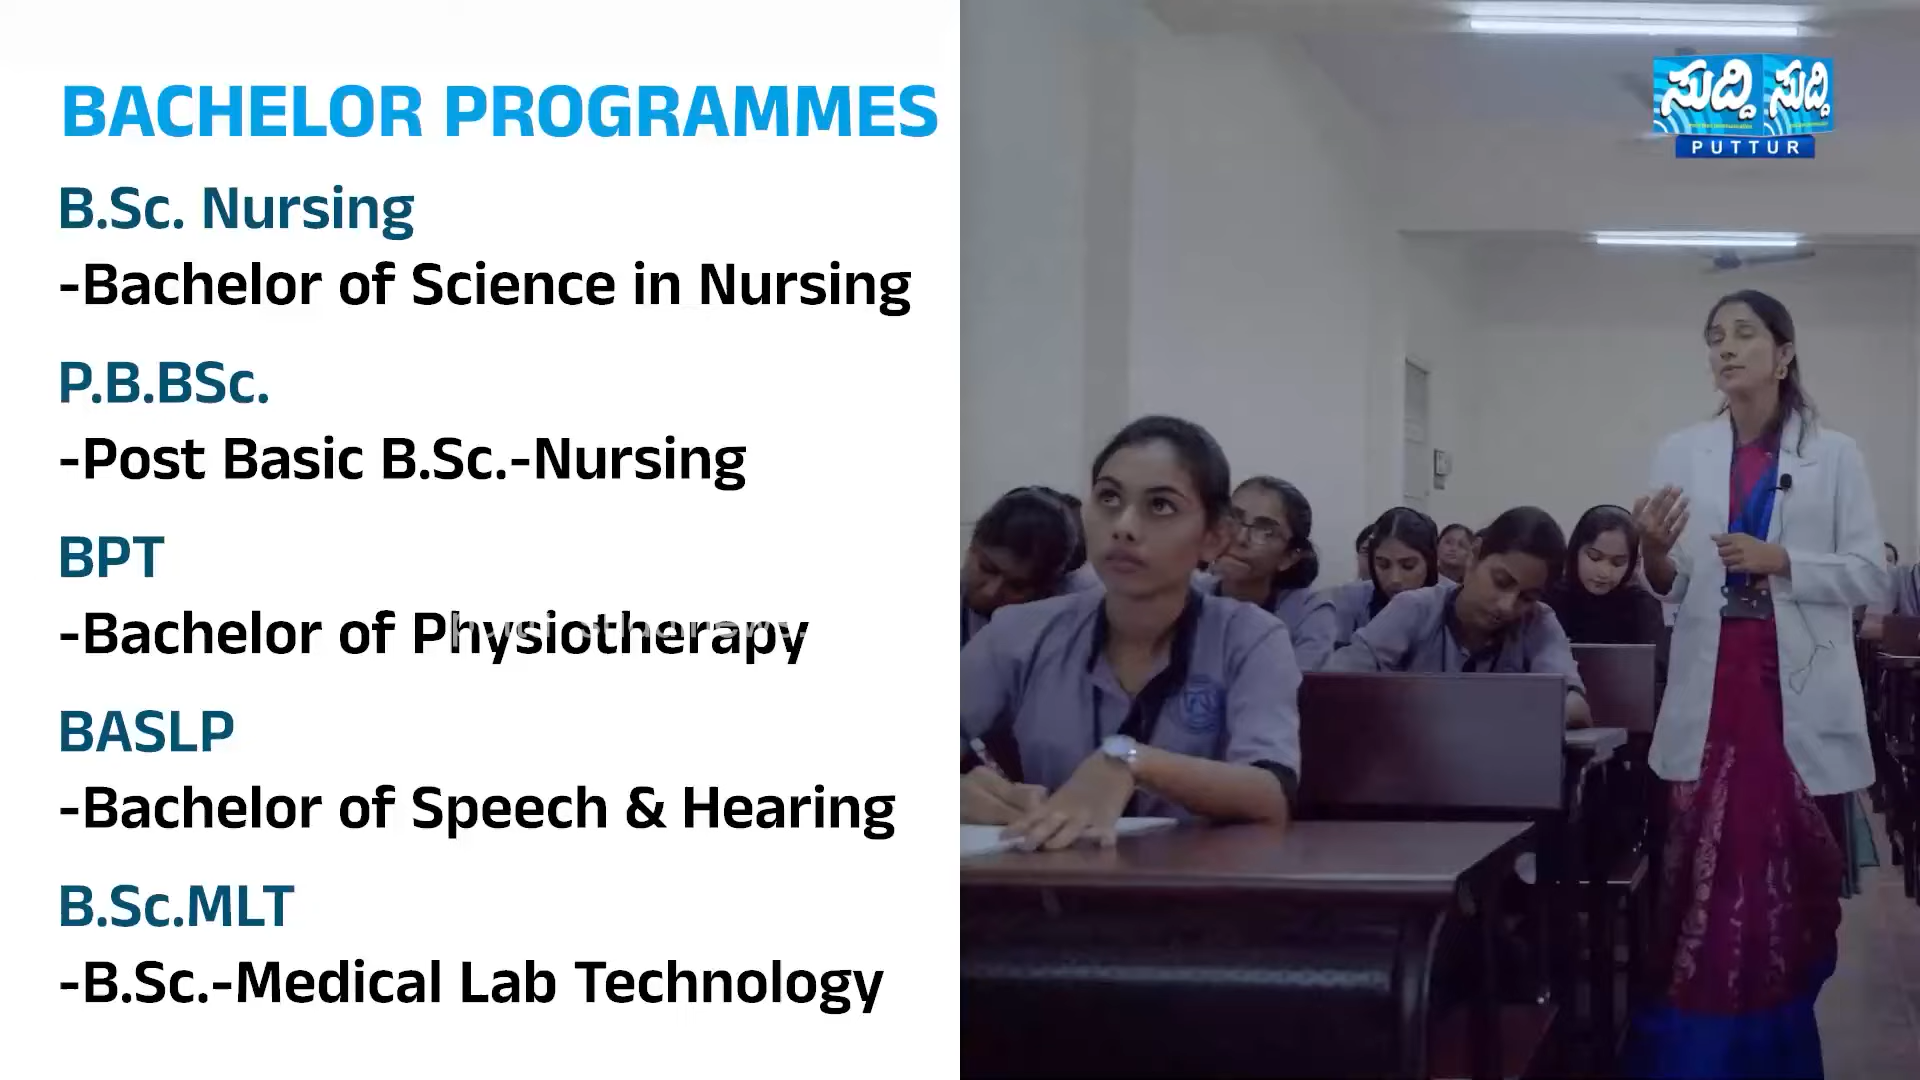 BACHELOR PROGRAMMES
B.Sc. Nursing
-Bachelor of Science in Nursing
P.B.BSc.
-Post Basic B.Sc.-Nursing
BPT
-Bachelor of Physiotherapy
BASLP
-Bachelor of Speech & Hearing
B.Sc.MLT
-B.Sc.-Medical Lab Technology
ಸುದ್ದಿ ಸುದ್ದಿ
PUTTUR